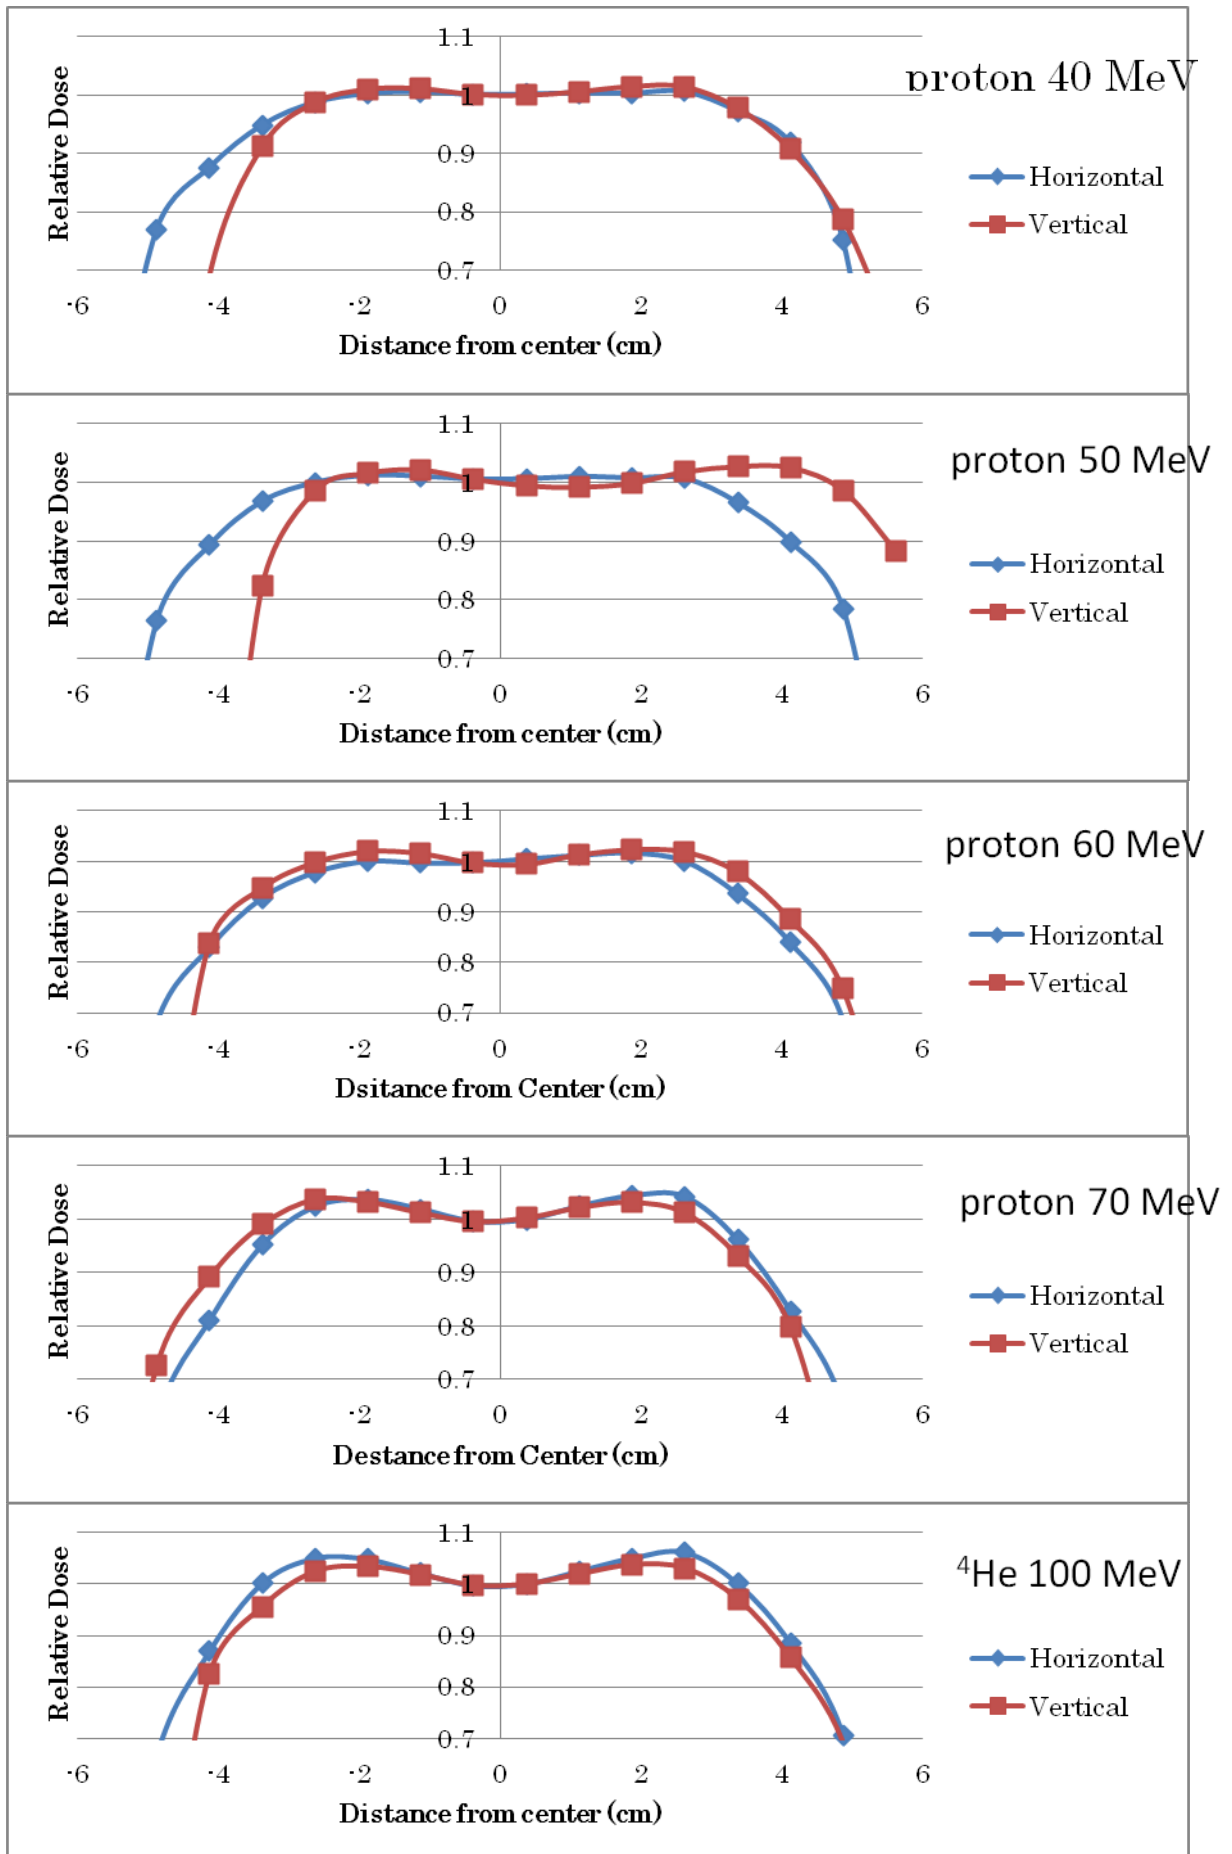 proton 40 MeV
Relative Dose
1.1
1
0.9
0.8
0.7
-6 -4 -2 0 2 4 6
Distance from center (cm)
Horizontal
Vertical
proton 50 MeV
Relative Dose
1.1
1
0.9
0.8
0.7
-6 -4 -2 0 2 4 6
Distance from center (cm)
Horizontal
Vertical
proton 60 MeV
Relative Dose
1.1
1
0.9
0.8
0.7
-6 -4 -2 0 2 4 6
Dsitance from Center (cm)
Horizontal
Vertical
proton 70 MeV
Relative Dose
1.1
1
0.9
0.8
0.7
-6 -4 -2 0 2 4 6
Destance from Center (cm)
Horizontal
Vertical
⁴He 100 MeV
Relative Dose
1.1
1
0.9
0.8
0.7
-6 -4 -2 0 2 4 6
Distance from center (cm)
Horizontal
Vertical